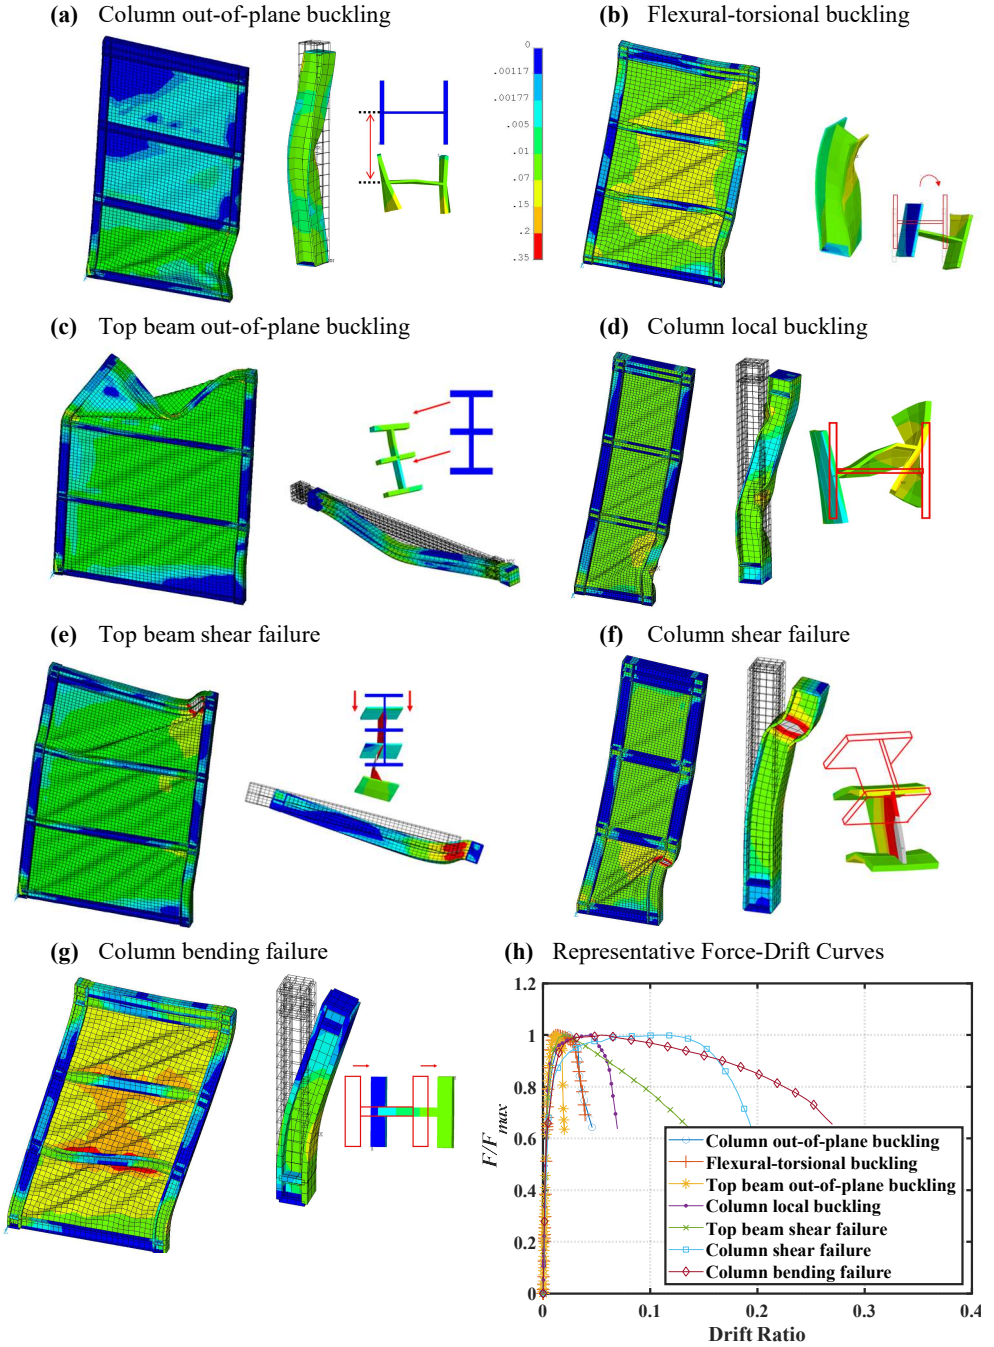 (a) Column out-of-plane buckling
(b) Flexural-torsional buckling
0
.00117
.00177
.005
.01
.07
.15
.2
.35
(c) Top beam out-of-plane buckling
(d) Column local buckling
(e) Top beam shear failure
(f) Column shear failure
(g) Column bending failure
(h) Representative Force-Drift Curves
1.2
1
0.8
0.6
0.4
0.2
0
F/Fmax
Column out-of-plane buckling
Flexural-torsional buckling
Top beam out-of-plane buckling
Column local buckling
Top beam shear failure
Column shear failure
Column bending failure
0 0.1 0.2 0.3 0.4
Drift Ratio